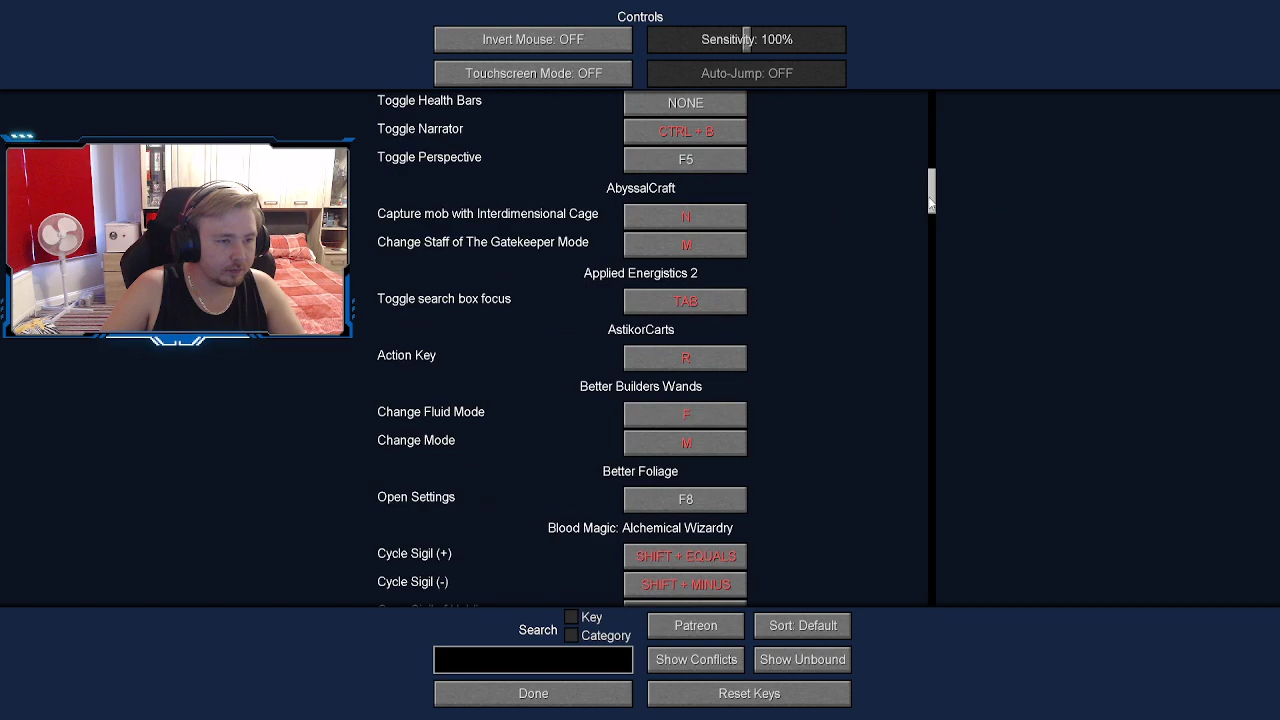 Controls
Invert Mouse: OFF
Sensitivity: 100%
Touchscreen Mode: OFF
Auto-Jump: OFF
Toggle Health Bars NONE
Toggle Narrator CTRL + B
Toggle Perspective F5
AbyssalCraft
Capture mob with Interdimensional Cage N
Change Staff of The Gatekeeper Mode M
Applied Energistics 2
Toggle search box focus TAB
AstikorCarts
Action Key R
Better Builders Wands
Change Fluid Mode F
Change Mode M
Better Foliage
Open Settings F8
Blood Magic: Alchemical Wizardry
Cycle Sigil (+) SHIFT + EQUALS
Cycle Sigil (-) SHIFT + MINUS
Search
Key
Category
Patreon
Sort: Default
Show Conflicts
Show Unbound
Done
Reset Keys